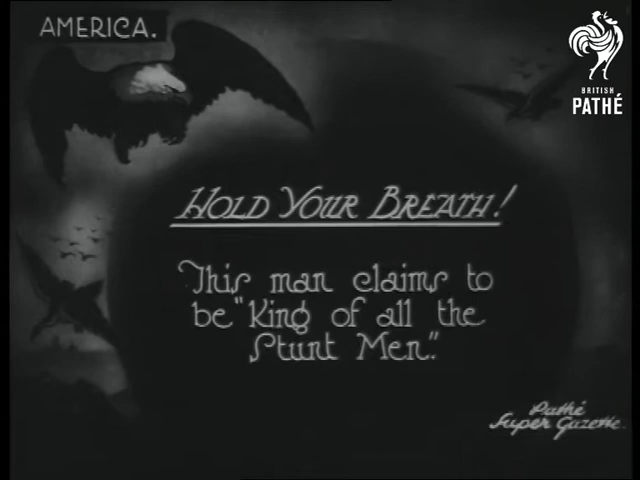 AMERICA.
BRITISH
PATHÉ
HOLD YOUR BREATH!
This man claims to
be "King of all the
Stunt Men."
Pathé
Super Gazette.